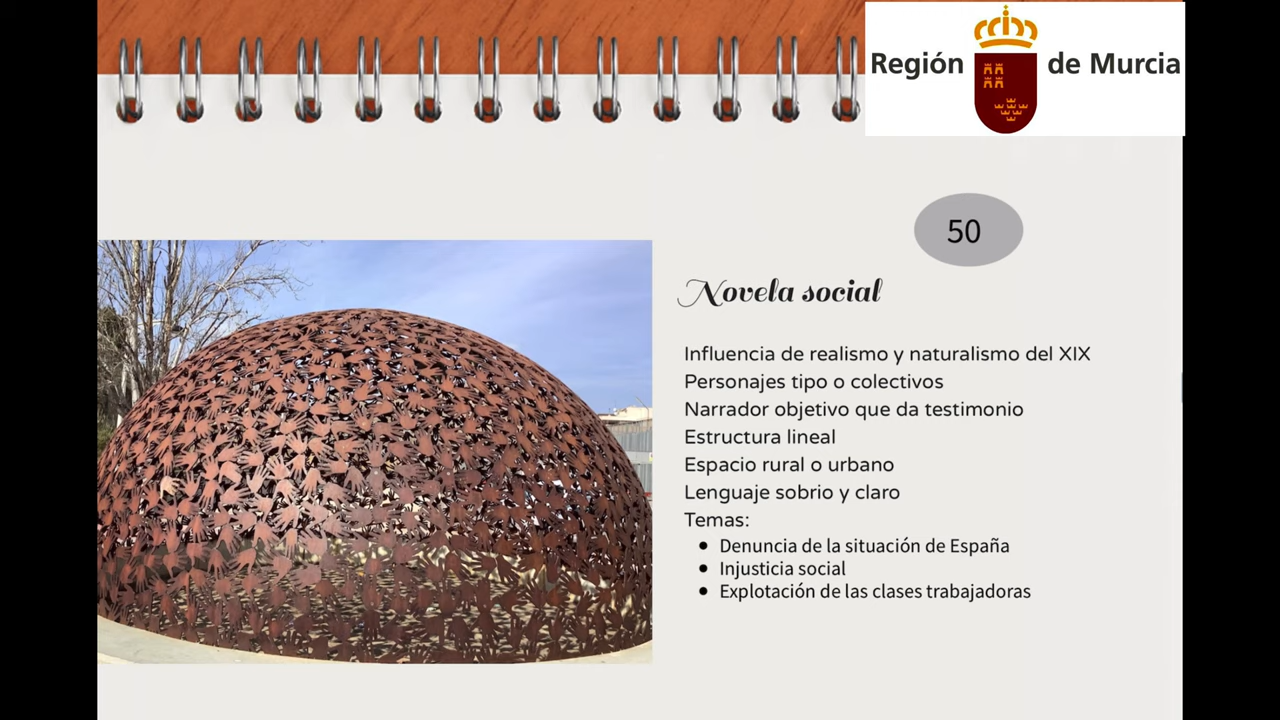 Región de Murcia
50
Novela social
Influencia de realismo y naturalismo del XIX
Personajes tipo o colectivos
Narrador objetivo que da testimonio
Estructura lineal
Espacio rural o urbano
Lenguaje sobrio y claro
Temas:
• Denuncia de la situación de España
• Injusticia social
• Explotación de las clases trabajadoras